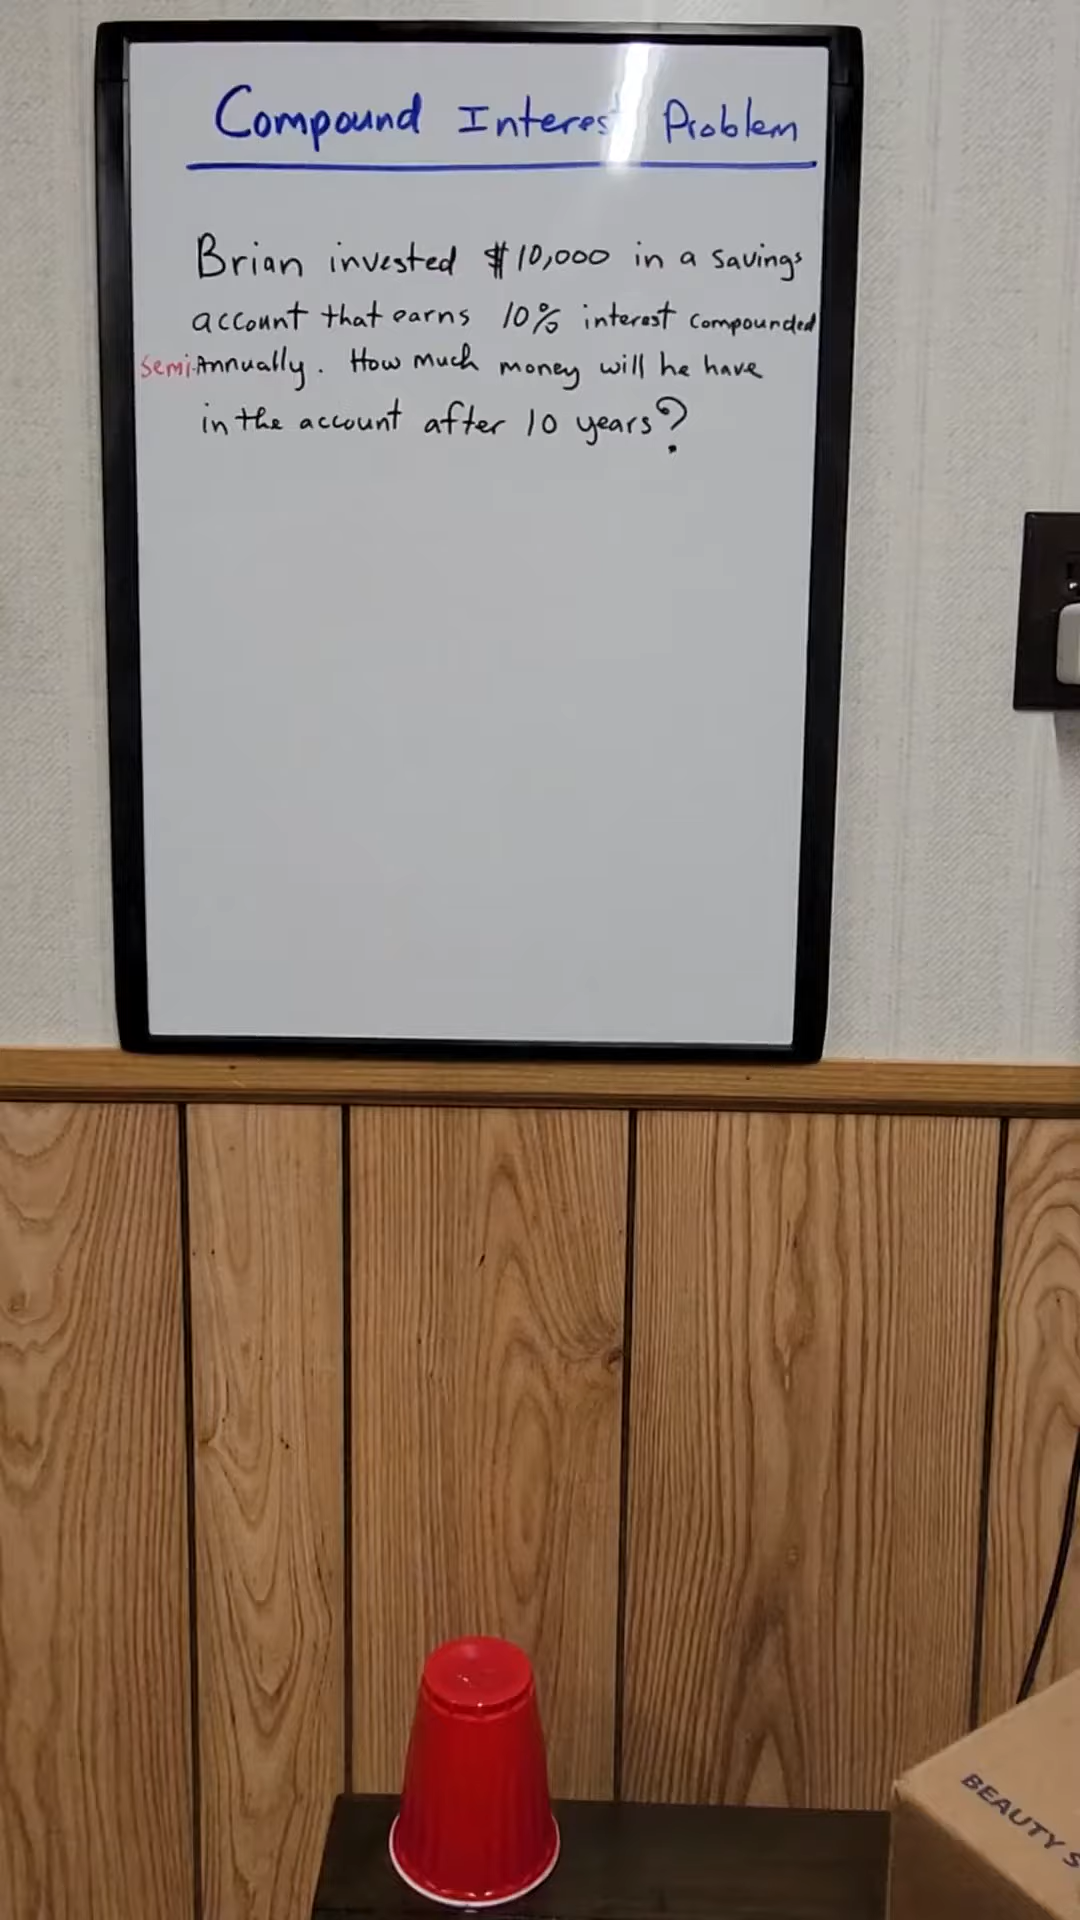 Compound Interest Problem
Brian invested $10,000 in a savings
account that earns 10% interest compounded
Semi-Annually. How much money will he have
in the account after 10 years?
BEAUTY S